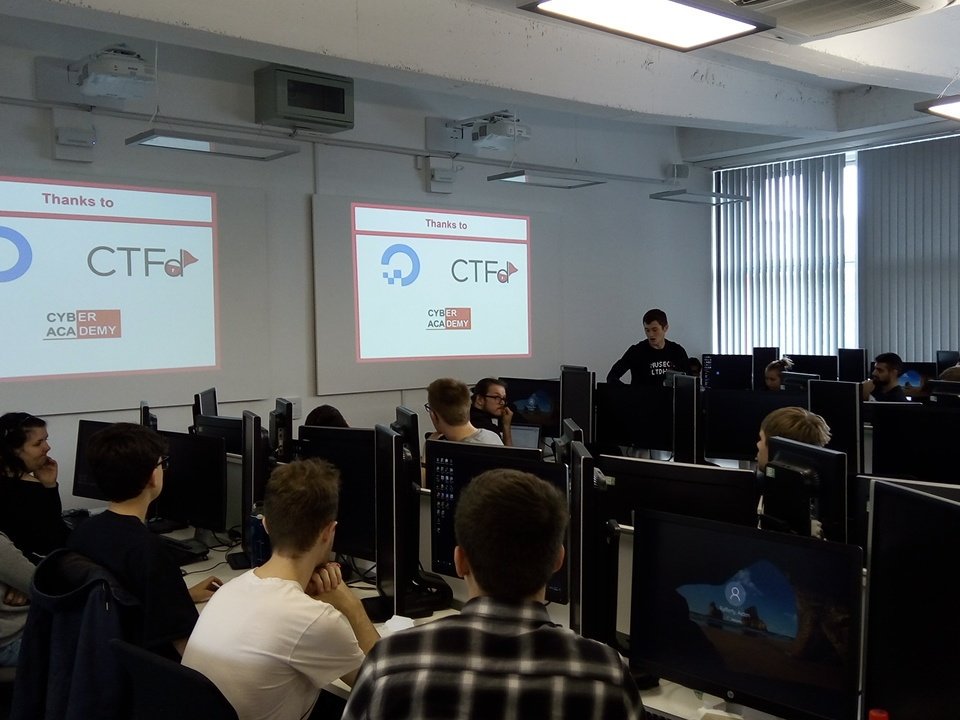 Thanks to
CTFd
CYBER
ACADEMY
Thanks to
CTFd
CYBER
ACADEMY